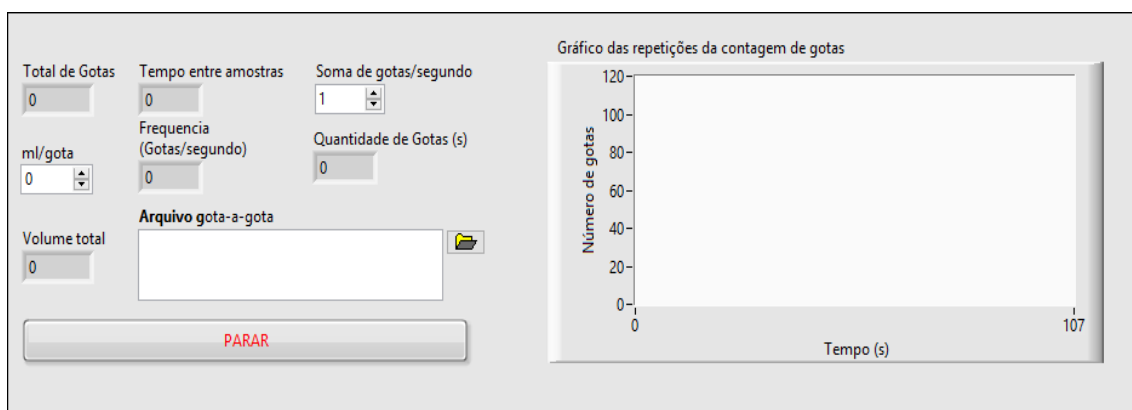 Total de Gotas
0
Tempo entre amostras
0
Soma de gotas/segundo
1
ml/gota
0
Frequencia
(Gotas/segundo)
0
Quantidade de Gotas (s)
0
Volume total
0
Arquivo gota-a-gota
PARAR
Gráfico das repetições da contagem de gotas
Número de gotas
120
100
80
60
40
20
0
0
107
Tempo (s)